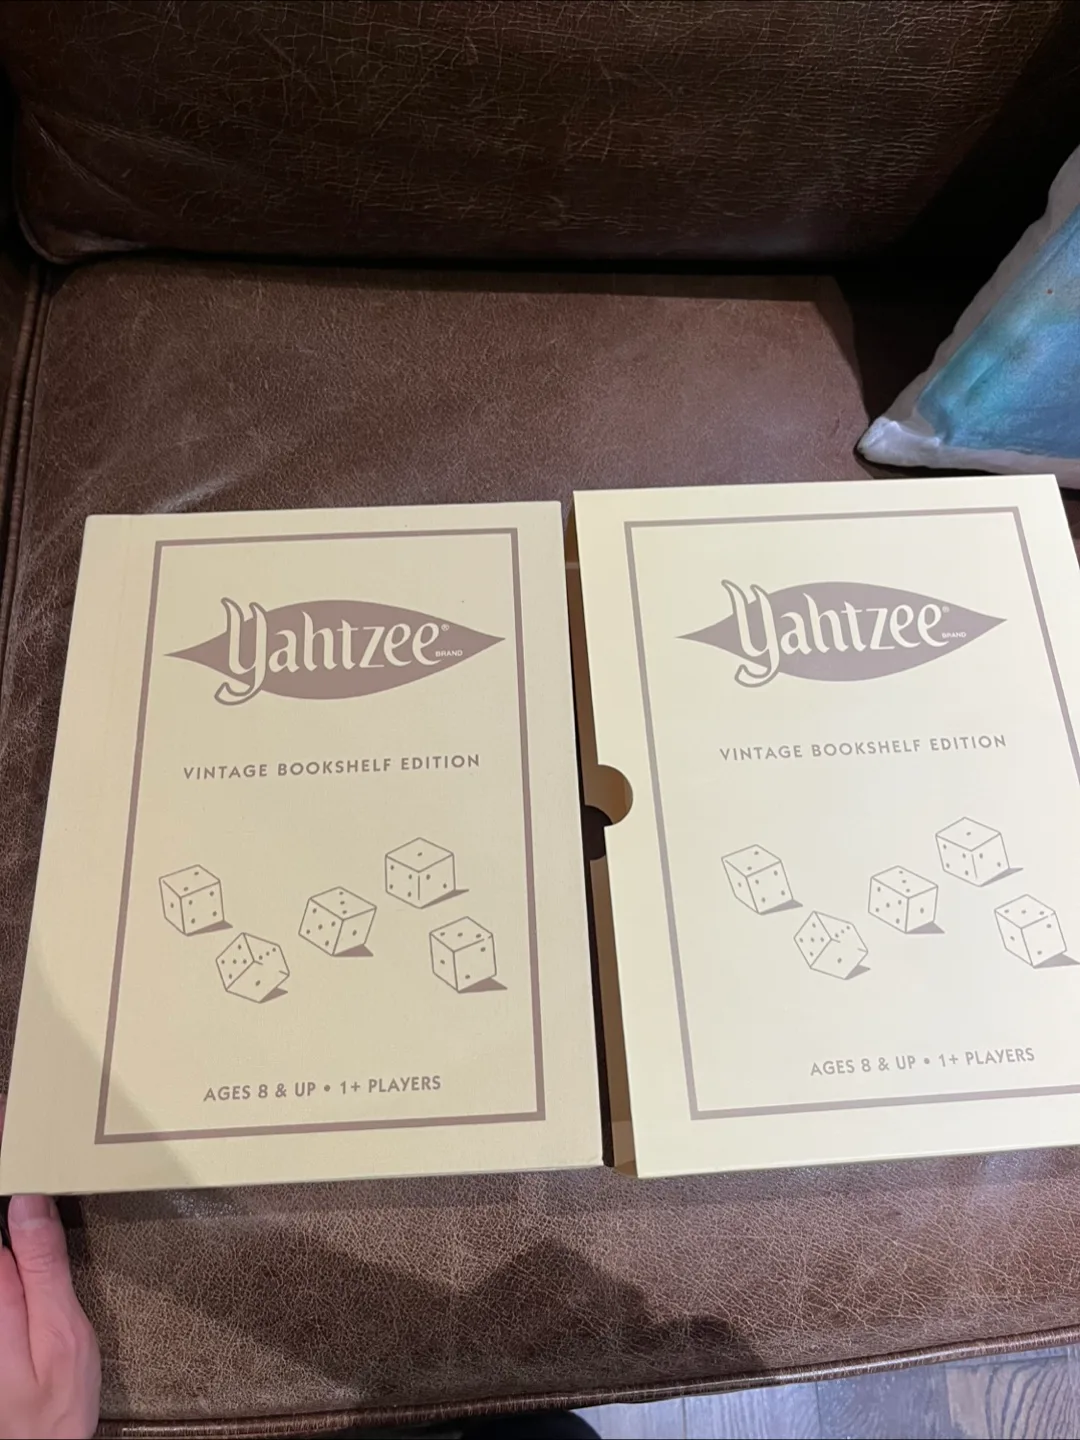 Yahtzee®
BRAND
VINTAGE BOOKSHELF EDITION
AGES 8 & UP • 1+ PLAYERS
Yahtzee®
BRAND
VINTAGE BOOKSHELF EDITION
AGES 8 & UP • 1+ PLAYERS